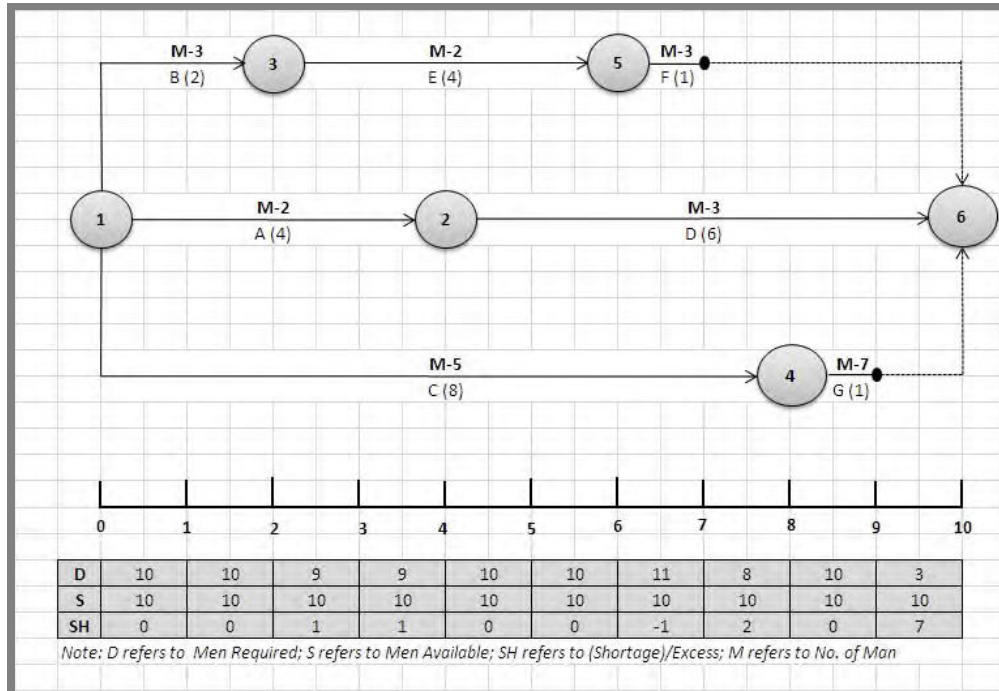 M-3 M-2 M-3
3 5
B (2) E (4) F (1)
M-2 M-3
1 2 6
A (4) D (6)
M-5 M-7
4
C (8) G (1)
0 1 2 3 4 5 6 7 8 9 10
D 10 10 9 9 10 10 11 8 10 3
S 10 10 10 10 10 10 10 10 10 10
SH 0 0 1 1 0 0 -1 2 0 7
Note: D refers to Men Required; S refers to Men Available; SH refers to (Shortage)/Excess; M refers to No. of Man